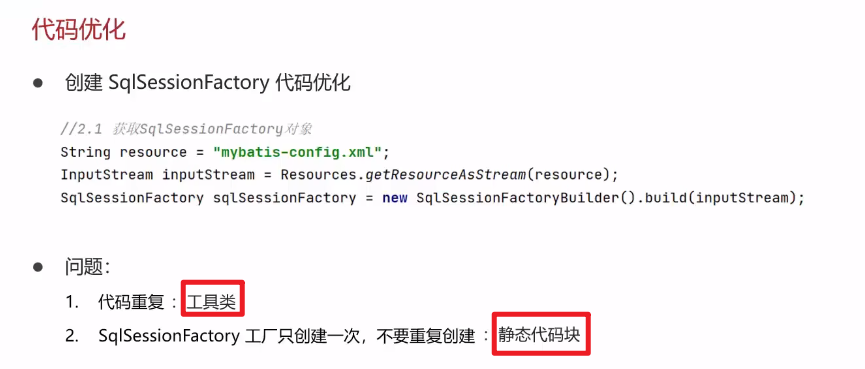 代码优化
● 创建 SqlSessionFactory 代码优化
//2.1 获取SqlSessionFactory对象
String resource = "mybatis-config.xml";
InputStream inputStream = Resources.getResourceAsStream(resource);
SqlSessionFactory sqlSessionFactory = new SqlSessionFactoryBuilder().build(inputStream);
● 问题：
1. 代码重复：工具类
2. SqlSessionFactory 工厂只创建一次，不要重复创建：静态代码块